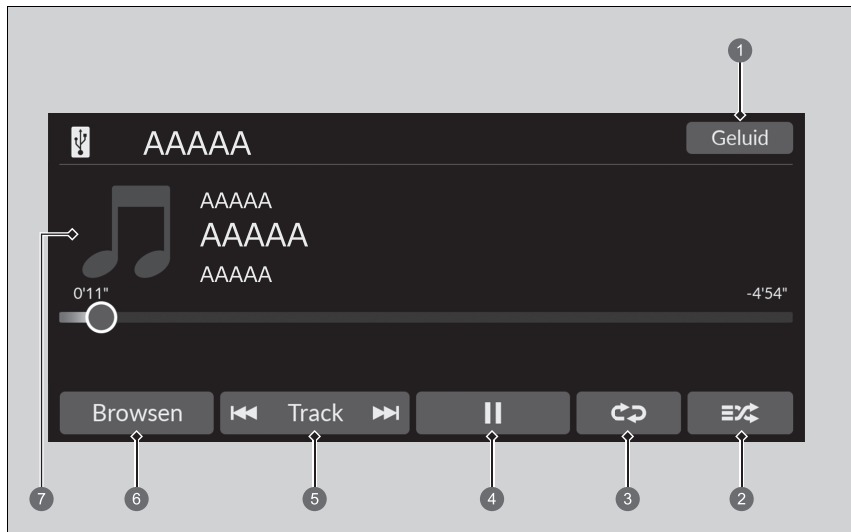 1
AAAAA
Geluid
AAAAA
AAAAA
AAAAA
7
0'11"
-4'54"
Browsen
Track
6
5
4
3
2